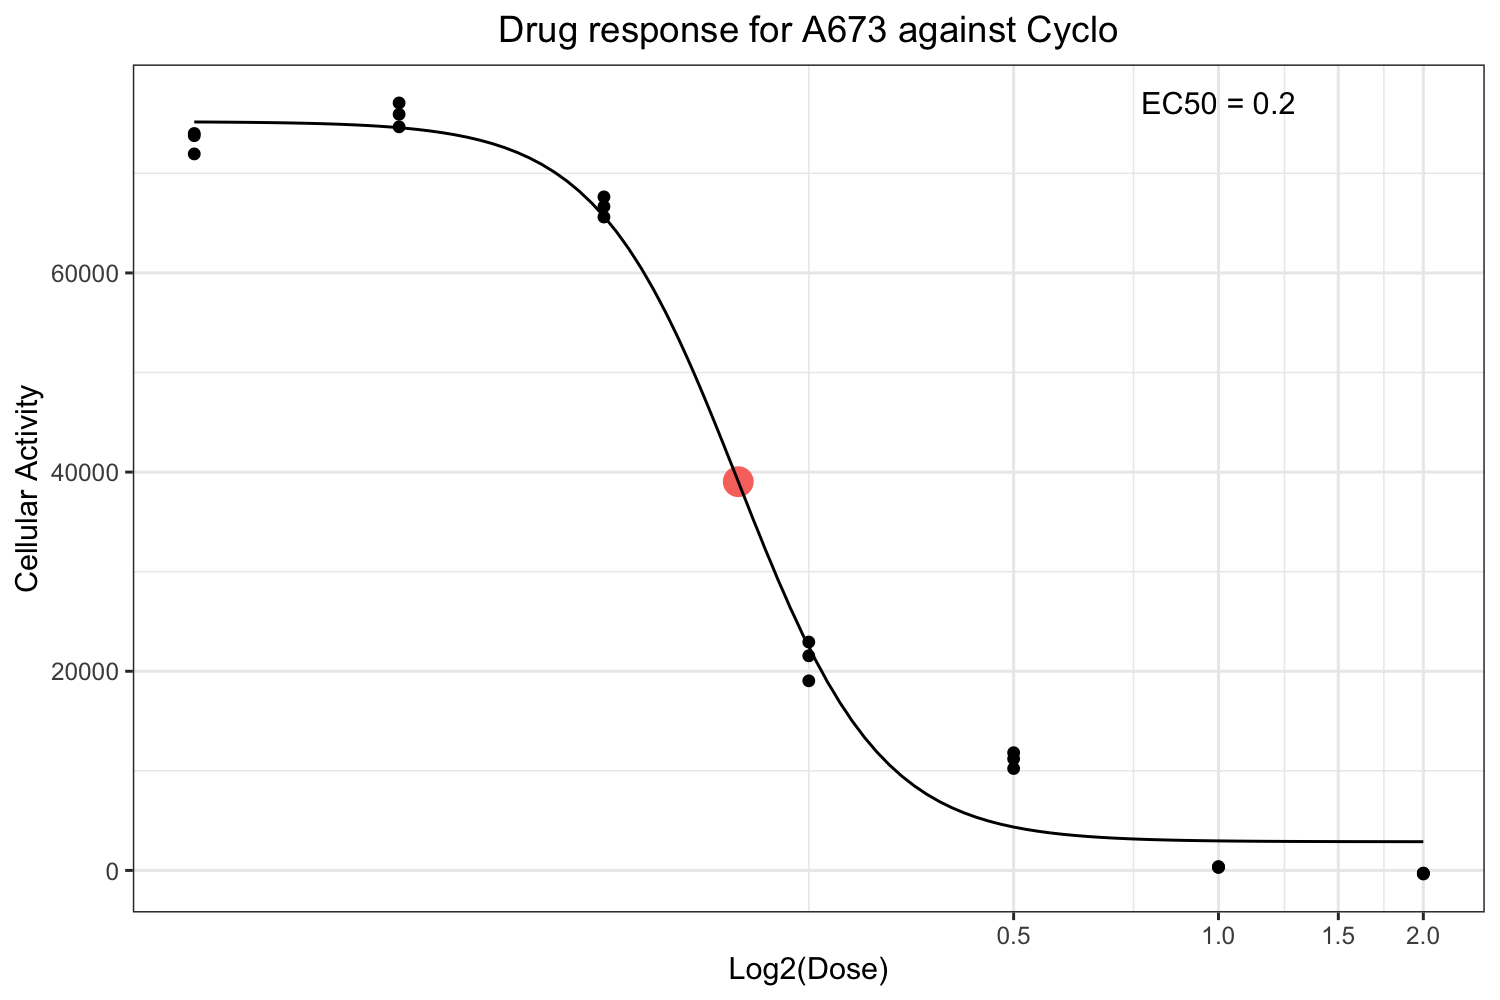 Drug response for A673 against Cyclo
EC50 = 0.2
Cellular Activity
60000
40000
20000
0
0.5 1.0 1.5 2.0
Log2(Dose)